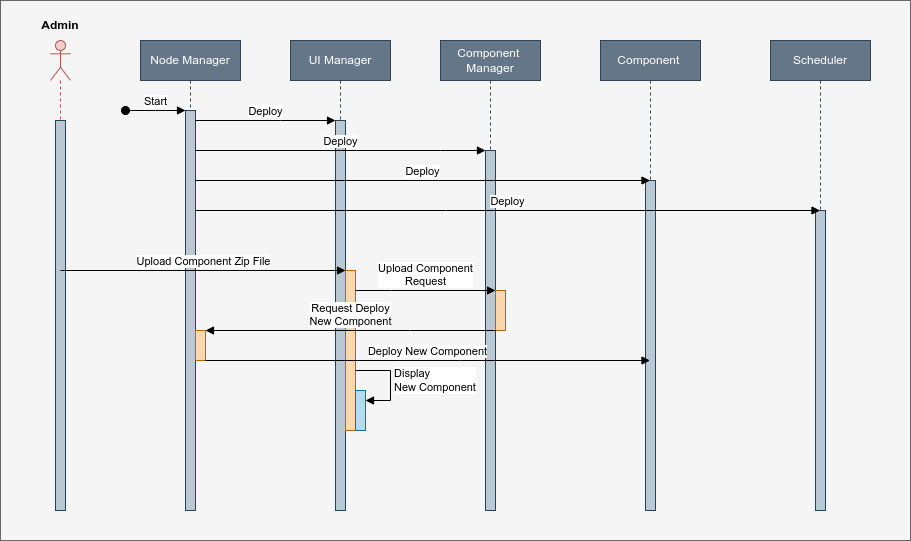 Admin
Node Manager
UI Manager
Component
Manager
Component
Scheduler
Start
Deploy
Deploy
Deploy
Deploy
Upload Component Zip File
Upload Component
Request
Request Deploy
New Component
Deploy New Component
Display
New Component